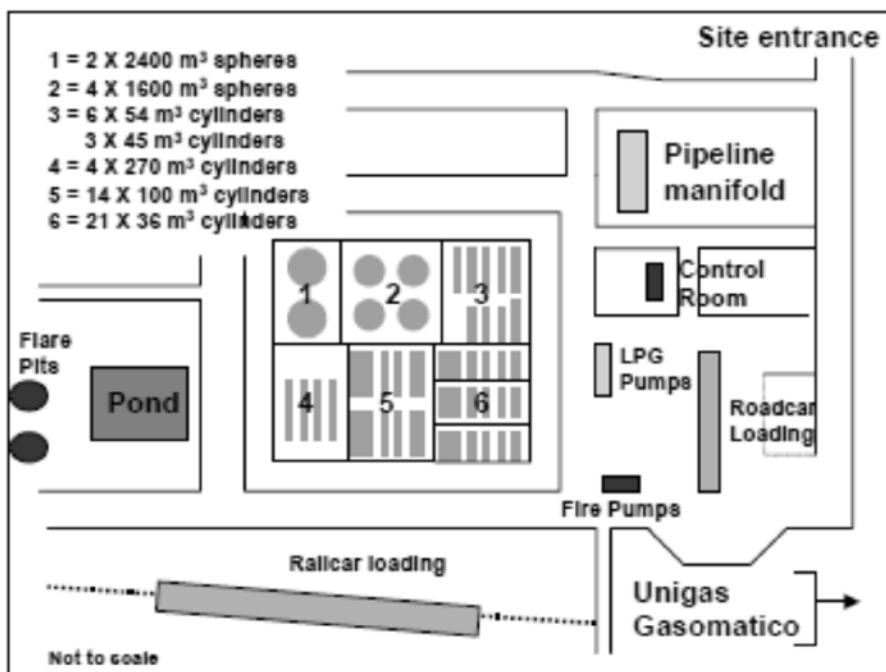 Site entrance
1 = 2 X 2400 m³ spheres
2 = 4 X 1600 m³ spheres
3 = 6 X 54 m³ cylinders
3 X 45 m³ cylinders
4 = 4 X 270 m³ cylinders
5 = 14 X 100 m³ cylinders
6 = 21 X 36 m³ cylinders
Pipeline
manifold
1
2
3
Control
Room
Flare
Pits
LPG
Pumps
Pond
4
5
6
Roadcar
Loading
Fire Pumps
Railcar loading
Unigas
Gasomatico
Not to scale